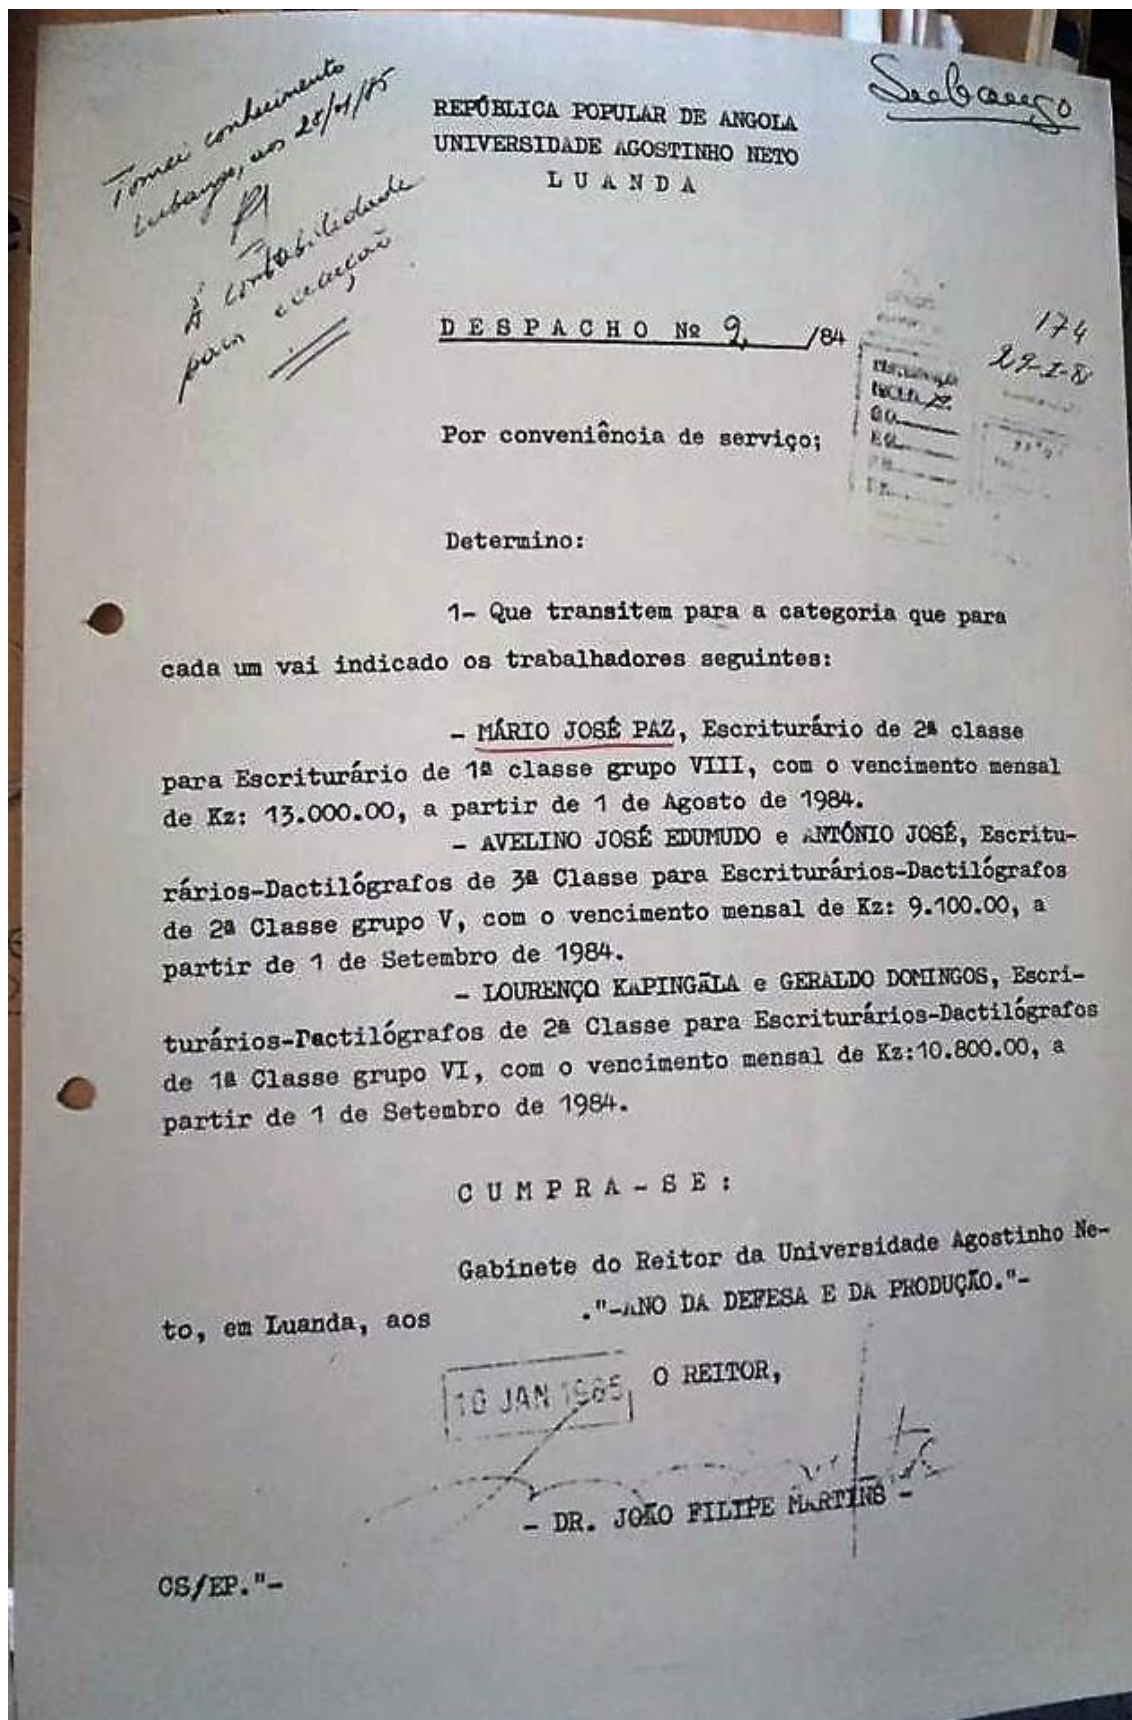 Tomei conhecimento
Lubango, aos 28/01/85
À contabilidade
para execução
Lubango
REPÚBLICA POPULAR DE ANGOLA
UNIVERSIDADE AGOSTINHO NETO
L U A N D A
D E S P A C H O Nº 9 /84
174
29-I-85
Por conveniência de serviço;
Determino:
1- Que transitem para a categoria que para
cada um vai indicado os trabalhadores seguintes:
- MÁRIO JOSÉ PAZ, Escriturário de 2ª classe
para Escriturário de 1ª classe grupo VIII, com o vencimento mensal
de Kz: 13.000.00, a partir de 1 de Agosto de 1984.
- AVELINO JOSÉ EDUMUDO e ANTÓNIO JOSÉ, Escritu-
rários-Dactilógrafos de 3ª Classe para Escriturários-Dactilógrafos
de 2ª Classe grupo V, com o vencimento mensal de Kz: 9.100.00, a
partir de 1 de Setembro de 1984.
- LOURENÇO KAPINGÃLA e GERALDO DOMINGOS, Escri-
turários-Dactilógrafos de 2ª Classe para Escriturários-Dactilógrafos
de 1ª Classe grupo VI, com o vencimento mensal de Kz:10.800.00, a
partir de 1 de Setembro de 1984.
C U M P R A - S E :
Gabinete do Reitor da Universidade Agostinho Ne-
to, em Luanda, aos ."-ANO DA DEFESA E DA PRODUÇÃO."-
10 JAN 1985
O REITOR,
- DR. JOÃO FILIPE MARTINS -
CS/EP."-